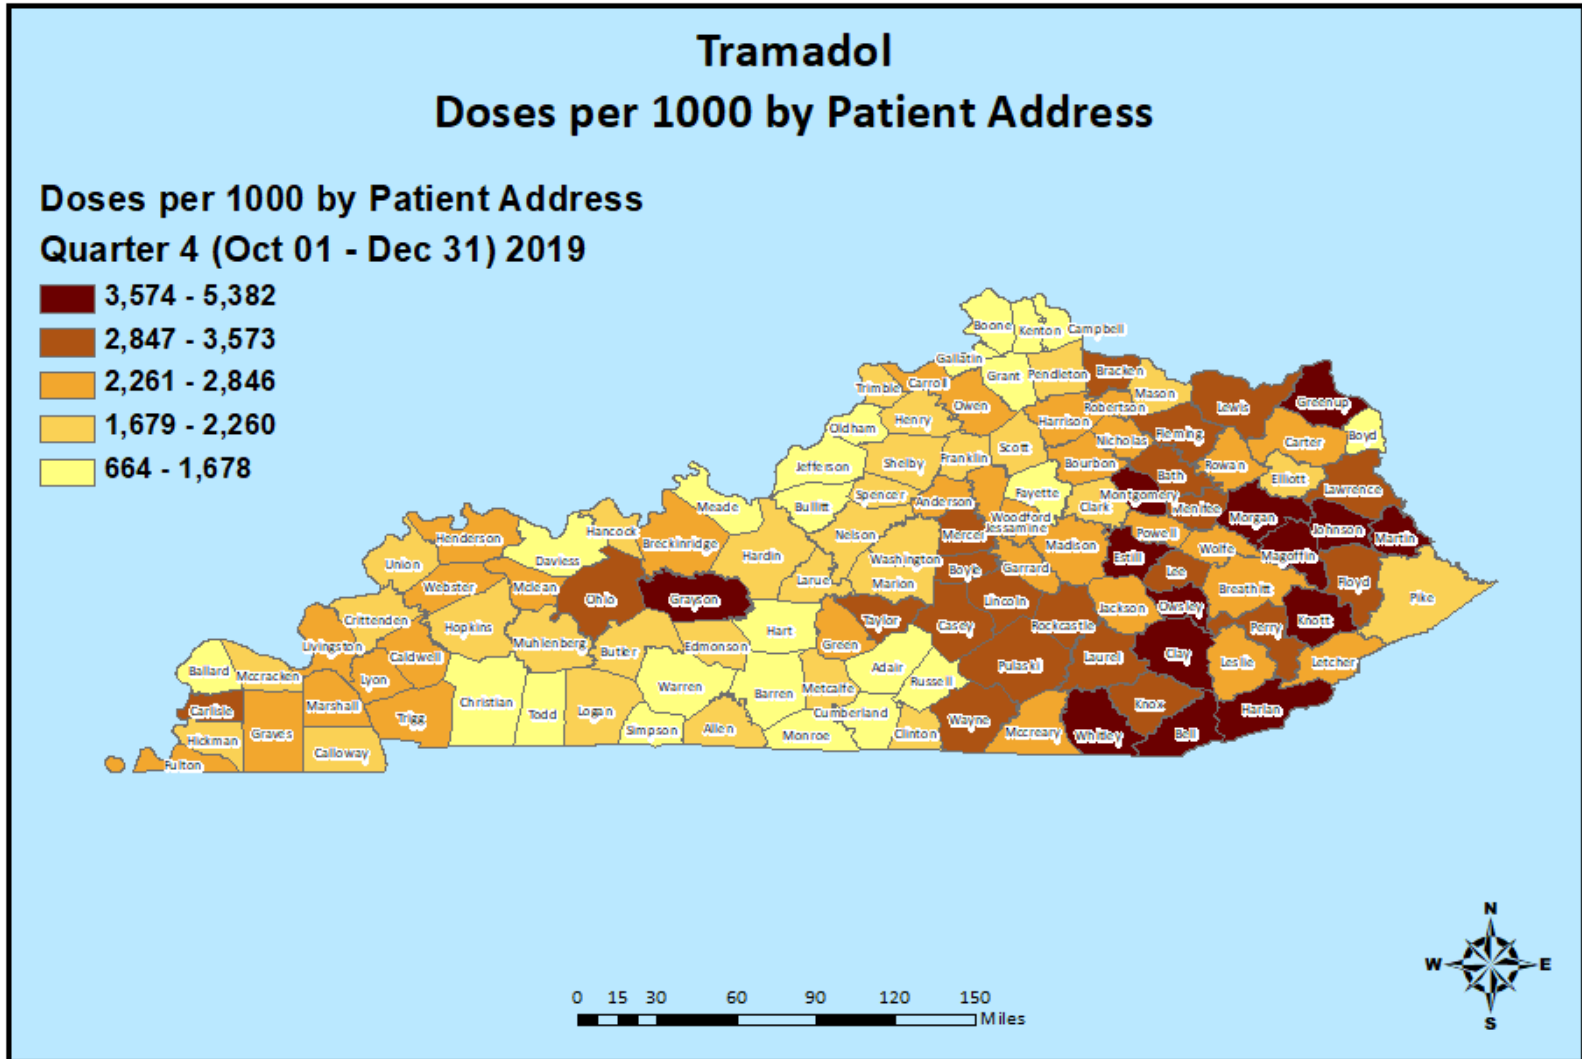 Tramadol
Doses per 1000 by Patient Address
Doses per 1000 by Patient Address
Quarter 4 (Oct 01 - Dec 31) 2019
3,574 - 5,382
2,847 - 3,573
2,261 - 2,846
1,679 - 2,260
664 - 1,678
Boone
Kenton
Campbell
Gallatin
Grant
Pendleton
Bracken
Trimble
Carroll
Mason
Owen
Robertson
Lewis
Greenup
Henry
Harrison
Oldham
Fleming
Boyd
Nicholas
Carter
Scott
Franklin
Shelby
Jefferson
Bourbon
Rowan
Bath
Elliott
Lawrence
Fayette
Montgomery
Spencer
Anderson
Clark
Menifee
Meade
Bullitt
Woodford
Morgan
Jessamine
Johnson
Martin
Hancock
Nelson
Mercer
Powell
Henderson
Breckinridge
Madison
Wolfe
Magoffin
Estill
Daviess
Hardin
Washington
Union
Boyle
Garrard
Lee
Floyd
Larue
Marion
Webster
Mclean
Breathitt
Ohio
Grayson
Lincoln
Jackson
Owsley
Pike
Crittenden
Taylor
Casey
Rockcastle
Perry
Knott
Hopkins
Hart
Muhlenberg
Livingston
Edmonson
Green
Butler
Caldwell
Laurel
Clay
Leslie
Letcher
Adair
Pulaski
Ballard
Mccracken
Lyon
Russell
Warren
Barren
Metcalfe
Christian
Knox
Marshall
Carlisle
Todd
Logan
Cumberland
Harlan
Trigg
Wayne
Simpson
Allen
Monroe
Clinton
Mccreary
Whitley
Bell
Graves
Hickman
Calloway
Fulton
N
W
E
S
0 15 30 60 90 120 150
Miles